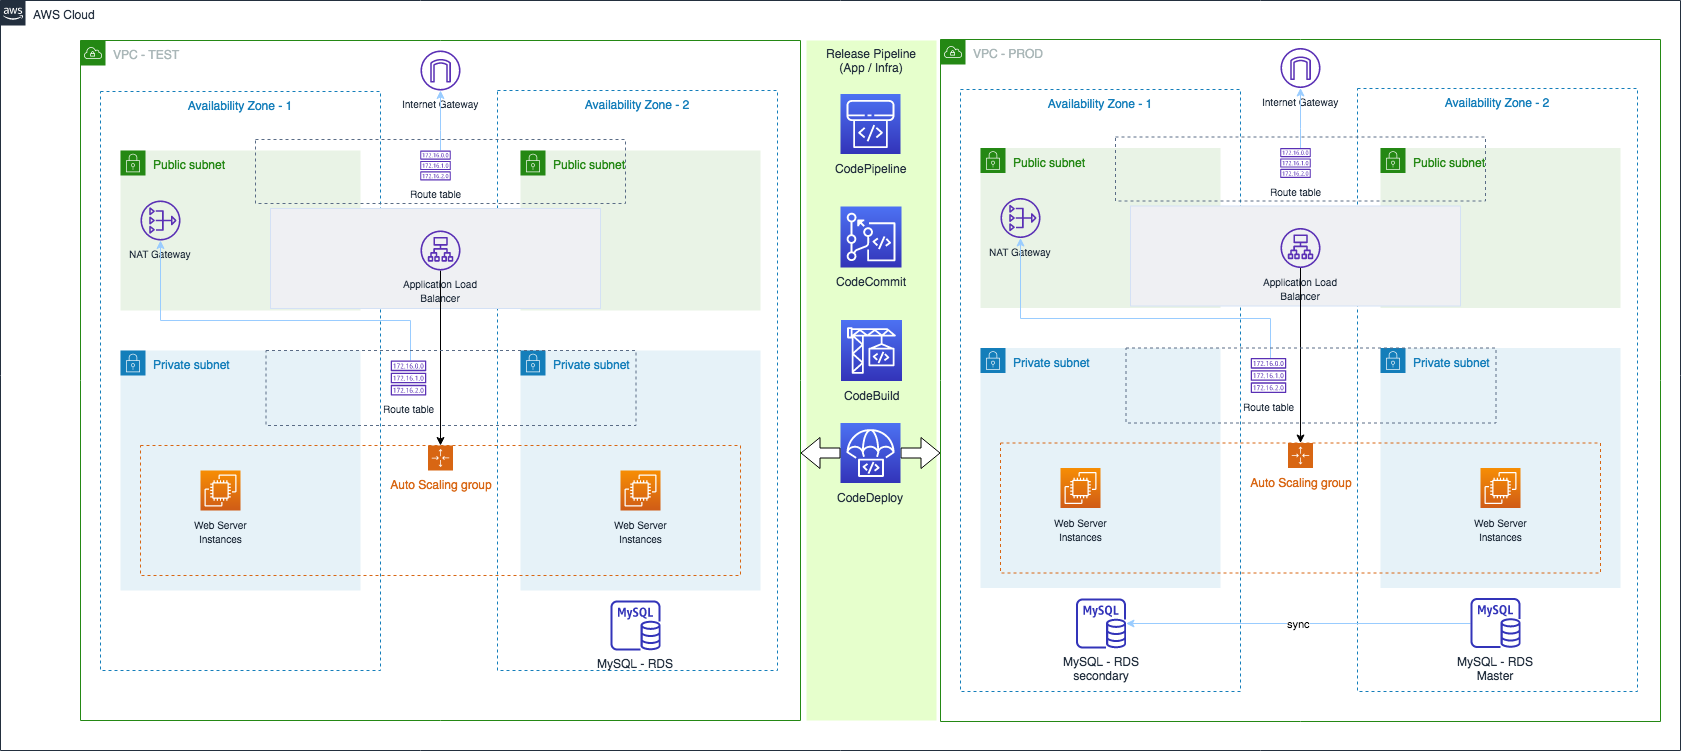 aws
AWS Cloud
VPC - TEST
Internet Gateway
Availability Zone - 1
Availability Zone - 2
Public subnet
172.16.0.0
172.16.1.0
172.16.2.0
Route table
Public subnet
NAT Gateway
Application Load
Balancer
Private subnet
172.16.0.0
172.16.1.0
172.16.2.0
Route table
Private subnet
Auto Scaling group
Web Server
Instances
Web Server
Instances
MySQL
MySQL - RDS
Release Pipeline
(App / Infra)
CodePipeline
CodeCommit
CodeBuild
CodeDeploy
VPC - PROD
Internet Gateway
Availability Zone - 1
Availability Zone - 2
Public subnet
172.16.0.0
172.16.1.0
172.16.2.0
Route table
Public subnet
NAT Gateway
Application Load
Balancer
Private subnet
172.16.0.0
172.16.1.0
172.16.2.0
Route table
Private subnet
Auto Scaling group
Web Server
Instances
Web Server
Instances
MySQL
MySQL - RDS
secondary
sync
MySQL
MySQL - RDS
Master